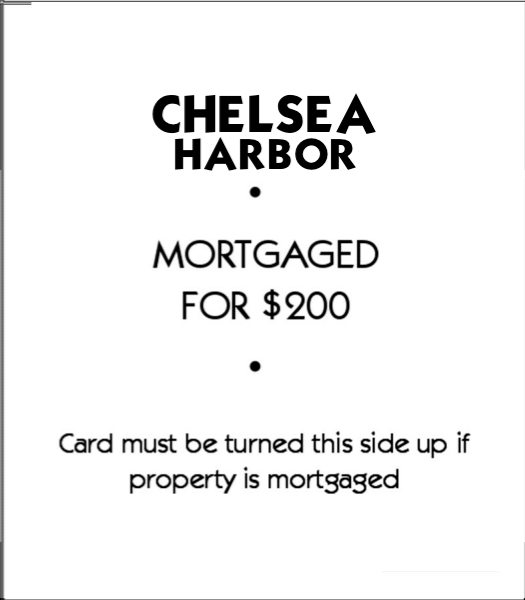 CHELSEA
HARBOR
•
MORTGAGED
FOR $200
•
Card must be turned this side up if
property is mortgaged